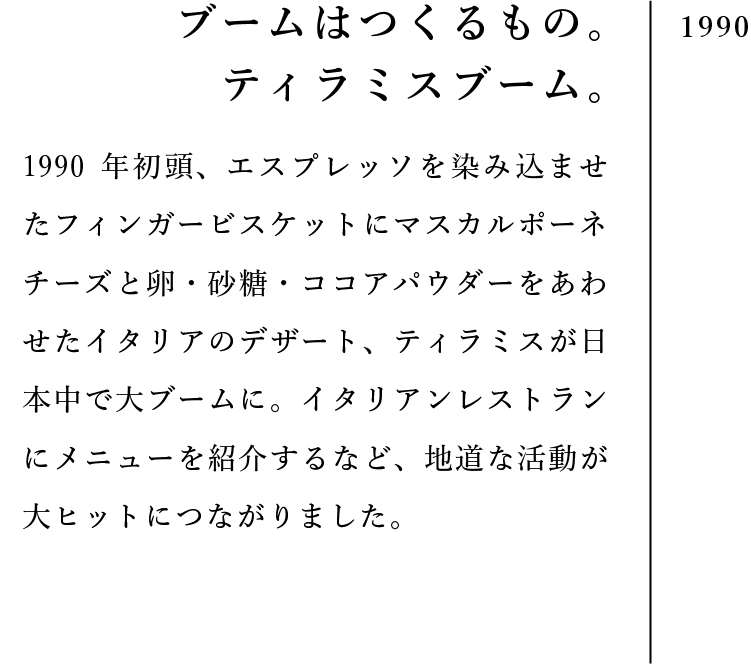 ブームはつくるもの。
ティラミスブーム。
1990 年初頭、エスプレッソを染み込ませ
たフィンガービスケットにマスカルポーネ
チーズと卵・砂糖・ココアパウダーをあわ
せたイタリアのデザート、ティラミスが日
本中で大ブームに。イタリアンレストラン
にメニューを紹介するなど、地道な活動が
大ヒットにつながりました。
1990